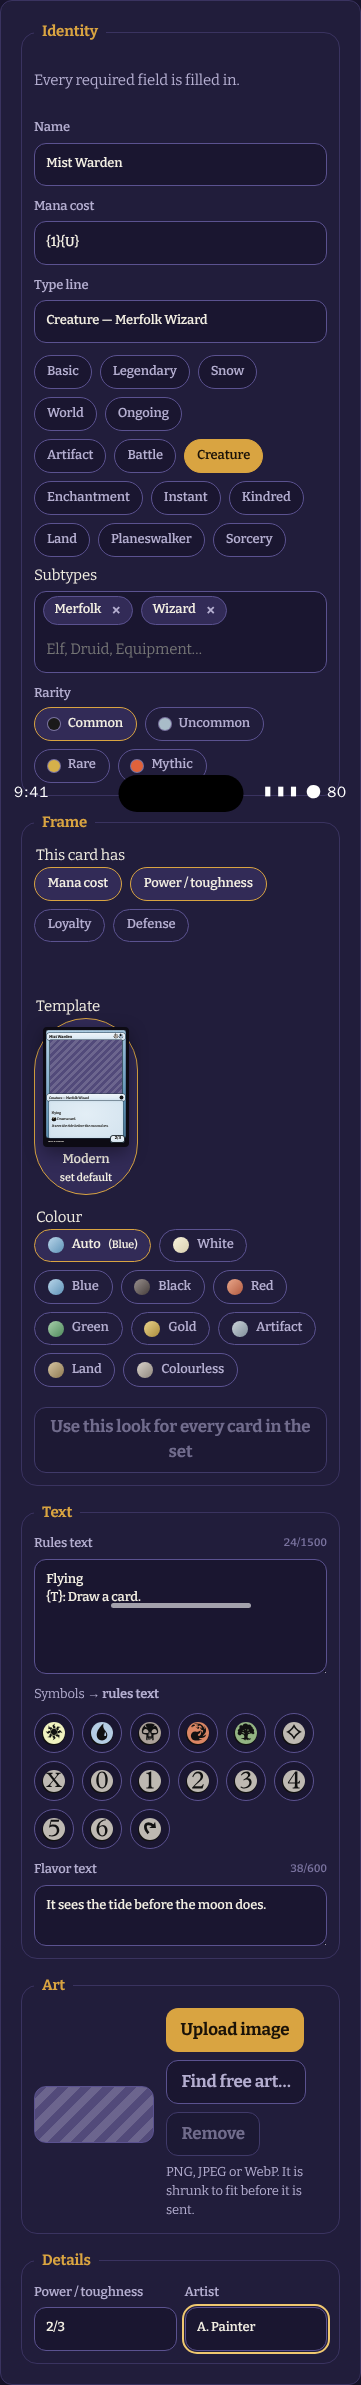 Identity
Every required field is filled in.
Name
Mist Warden
Mana cost
{1}{U}
Type line
Creature — Merfolk Wizard
Basic Legendary Snow
World Ongoing
Artifact Battle Creature
Enchantment Instant Kindred
Land Planeswalker Sorcery
Subtypes
Merfolk × Wizard ×
Elf, Druid, Equipment...
Rarity
Common Uncommon
Rare Mythic
9:41 80
Frame
This card has
Mana cost Power / toughness
Loyalty Defense
Template
Mist Warden
Creature — Merfolk Wizard
Flying
2/3
Modern
set default
Colour
Auto (Blue) White
Blue Black Red
Green Gold Artifact
Land Colourless
Use this look for every card in the
set
Text
Rules text 24/1500
Flying
{T}: Draw a card.
Symbols → rules text
X 0 1 2 3 4
5 6
Flavor text 38/600
It sees the tide before the moon does.
Art
Upload image
Find free art...
Remove
PNG, JPEG or WebP. It is
shrunk to fit before it is
sent.
Details
Power / toughness Artist
2/3 A. Painter